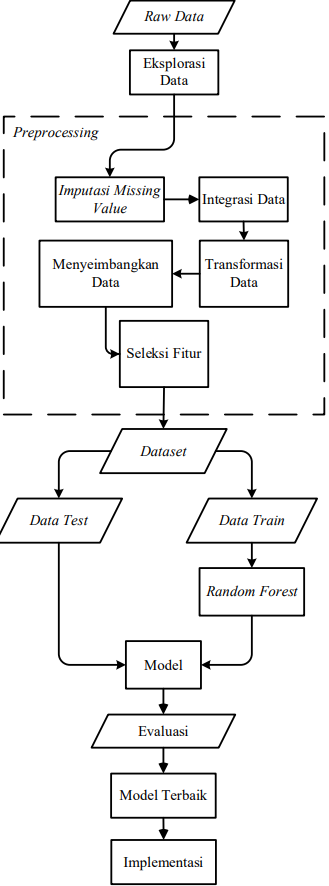 Raw Data
Eksplorasi
Data
Preprocessing
Imputasi Missing
Value
Integrasi Data
Menyeimbangkan
Data
Transformasi
Data
Seleksi Fitur
Dataset
Data Test
Data Train
Random Forest
Model
Evaluasi
Model Terbaik
Implementasi